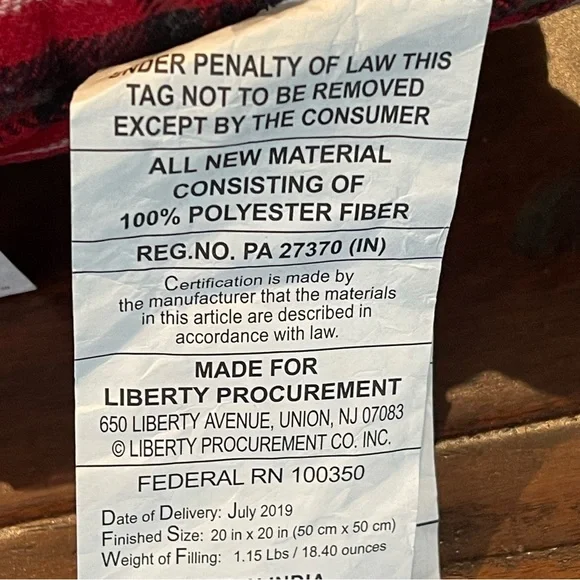 UNDER PENALTY OF LAW THIS
TAG NOT TO BE REMOVED
EXCEPT BY THE CONSUMER
ALL NEW MATERIAL
CONSISTING OF
100% POLYESTER FIBER
REG.NO. PA 27370 (IN)
Certification is made by
the manufacturer that the materials
in this article are described in
accordance with law.
MADE FOR
LIBERTY PROCUREMENT
650 LIBERTY AVENUE, UNION, NJ 07083
© LIBERTY PROCUREMENT CO. INC.
FEDERAL RN 100350
Date of Delivery: July 2019
Finished Size: 20 in x 20 in (50 cm x 50 cm)
Weight of Filling: 1.15 Lbs / 18.40 ounces